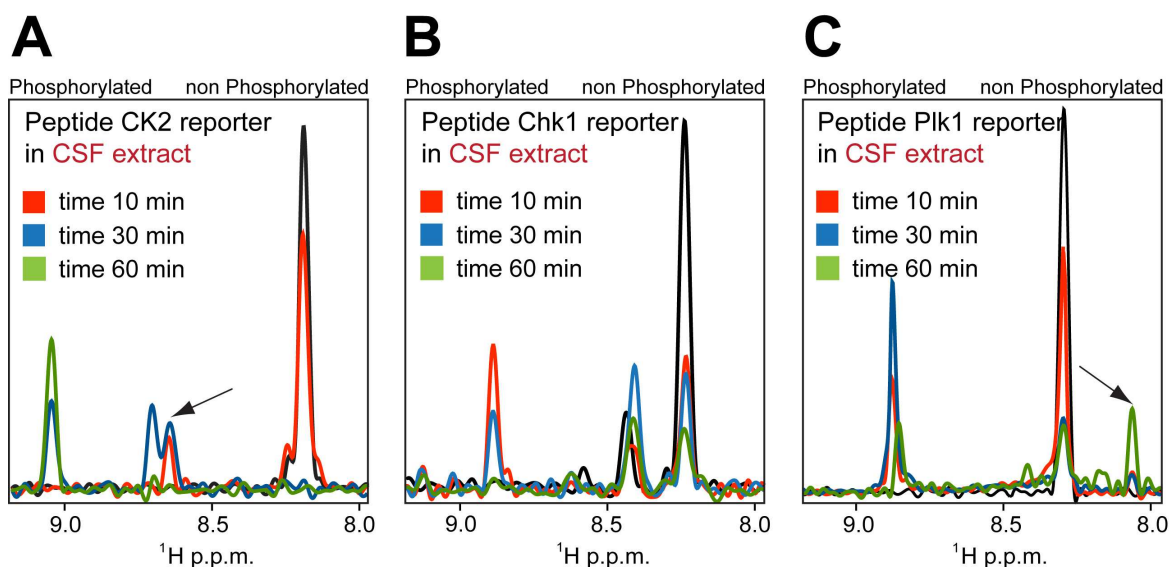 A
Phosphorylated non Phosphorylated
Peptide CK2 reporter
in CSF extract
time 10 min
time 30 min
time 60 min
9.0 8.5 8.0
¹H p.p.m.
B
Phosphorylated non Phosphorylated
Peptide Chk1 reporter
in CSF extract
time 10 min
time 30 min
time 60 min
9.0 8.5 8.0
¹H p.p.m.
C
Phosphorylated non Phosphorylated
Peptide Plk1 reporter
in CSF extract
time 10 min
time 30 min
time 60 min
9.0 8.5 8.0
¹H p.p.m.